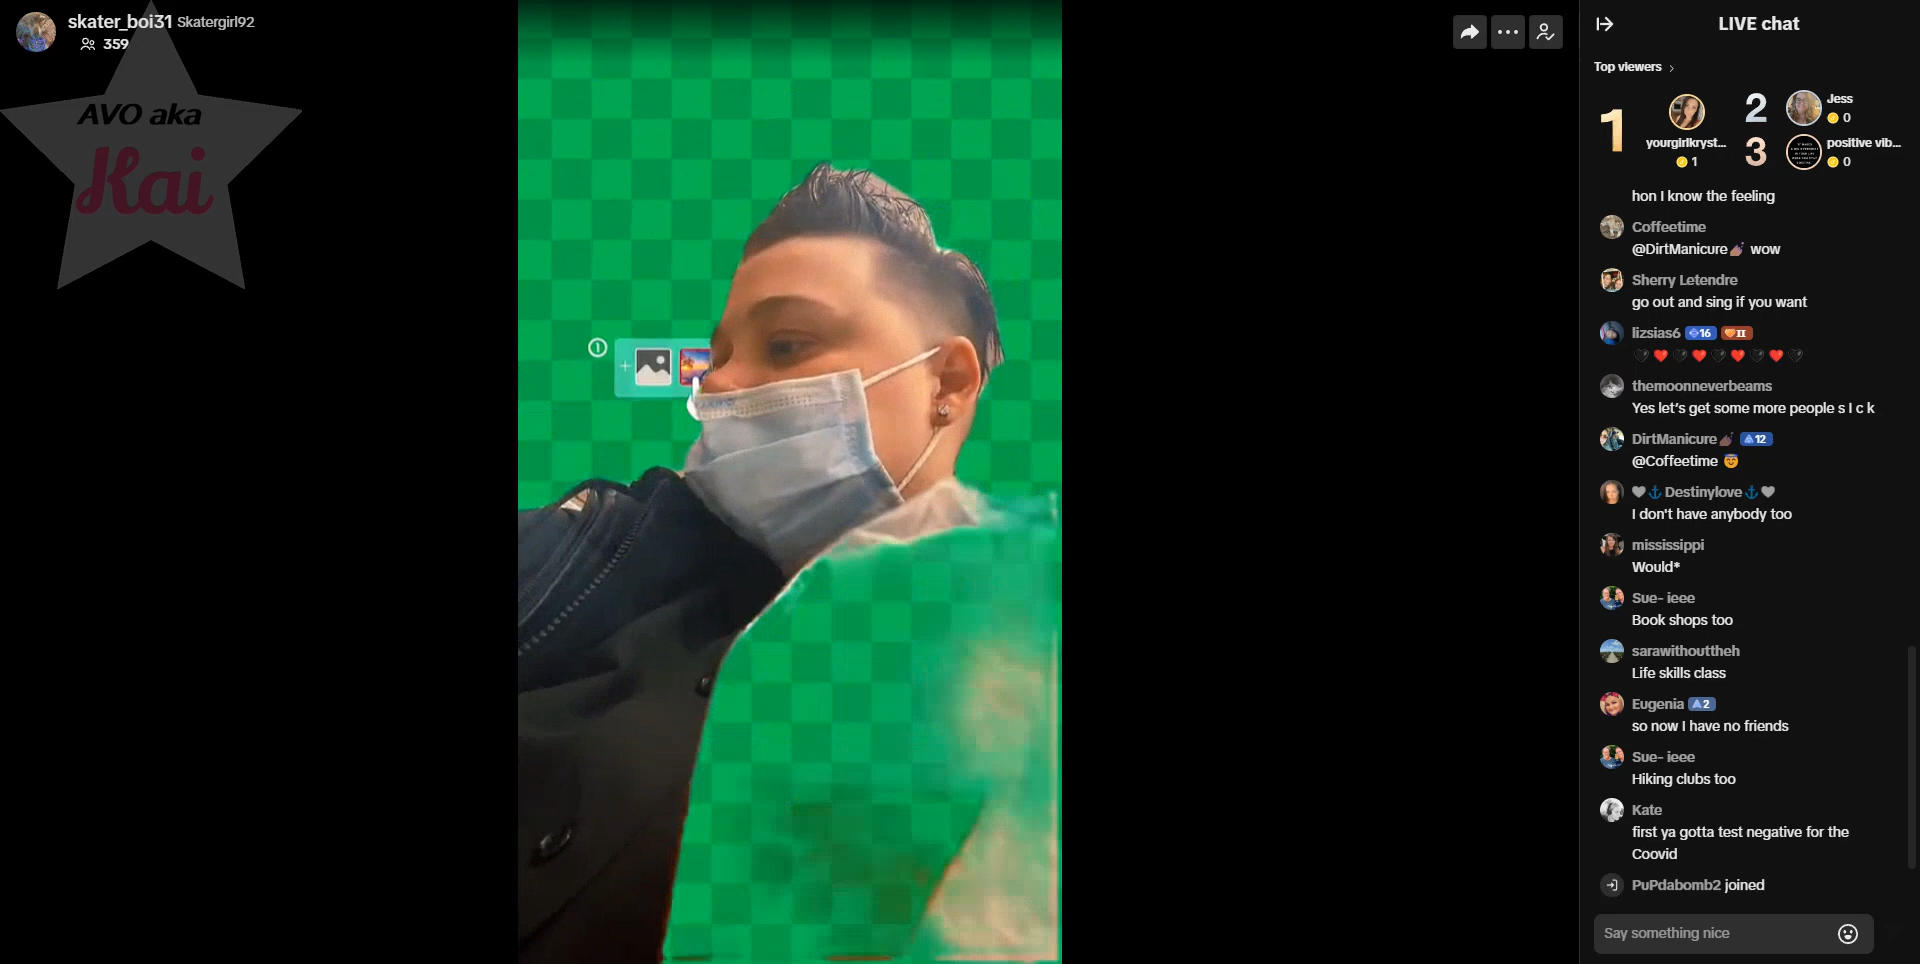 skater_boi31 Skatergirl92
359
AVO aka
Kai
LIVE chat
Top viewers
1
yourgirlkryst...
1
2
Jess
0
3
positive vib...
0
hon I know the feeling
Coffeetime
@DirtManicure💅🏽 wow
Sherry Letendre
go out and sing if you want
lizsias6 16 II
🖤❤️🖤❤️🖤❤️🖤❤️🖤
themoonneverbeams
Yes let's get some more people s I c k
DirtManicure💅🏽 12
@Coffeetime 😇
🤍⚓Destinylove⚓🤍
I don't have anybody too
mississippi
Would*
Sue- ieee
Book shops too
sarawithouttheh
Life skills class
Eugenia 2
so now I have no friends
Sue- ieee
Hiking clubs too
Kate
first ya gotta test negative for the
Coovid
PuPdabomb2 joined
Say something nice